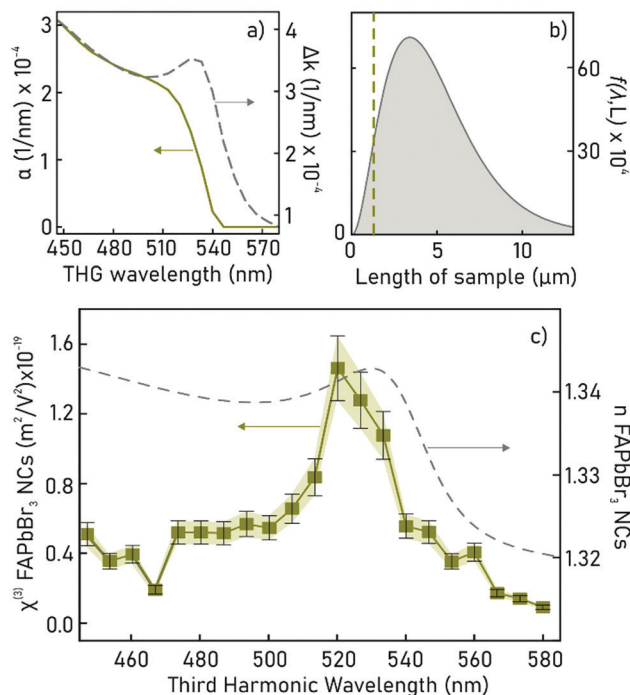 a)
α (1/nm) x 10⁻⁴
3
2
1
0
Δk (1/nm) x 10⁻⁴
4
3
2
1
450 480 510 540 570
THG wavelength (nm)
b)
f(λ,L) x 10⁴
60
30
0
0 5 10
Length of sample (μm)
c)
χ⁽³⁾ FAPbBr₃ NCs (m²/V²)x10⁻¹⁹
1.6
1.2
0.8
0.4
0.0
n FAPbBr₃ NCs
1.344
1.332
1.320
460 480 500 520 540 560 580
Third Harmonic Wavelength (nm)